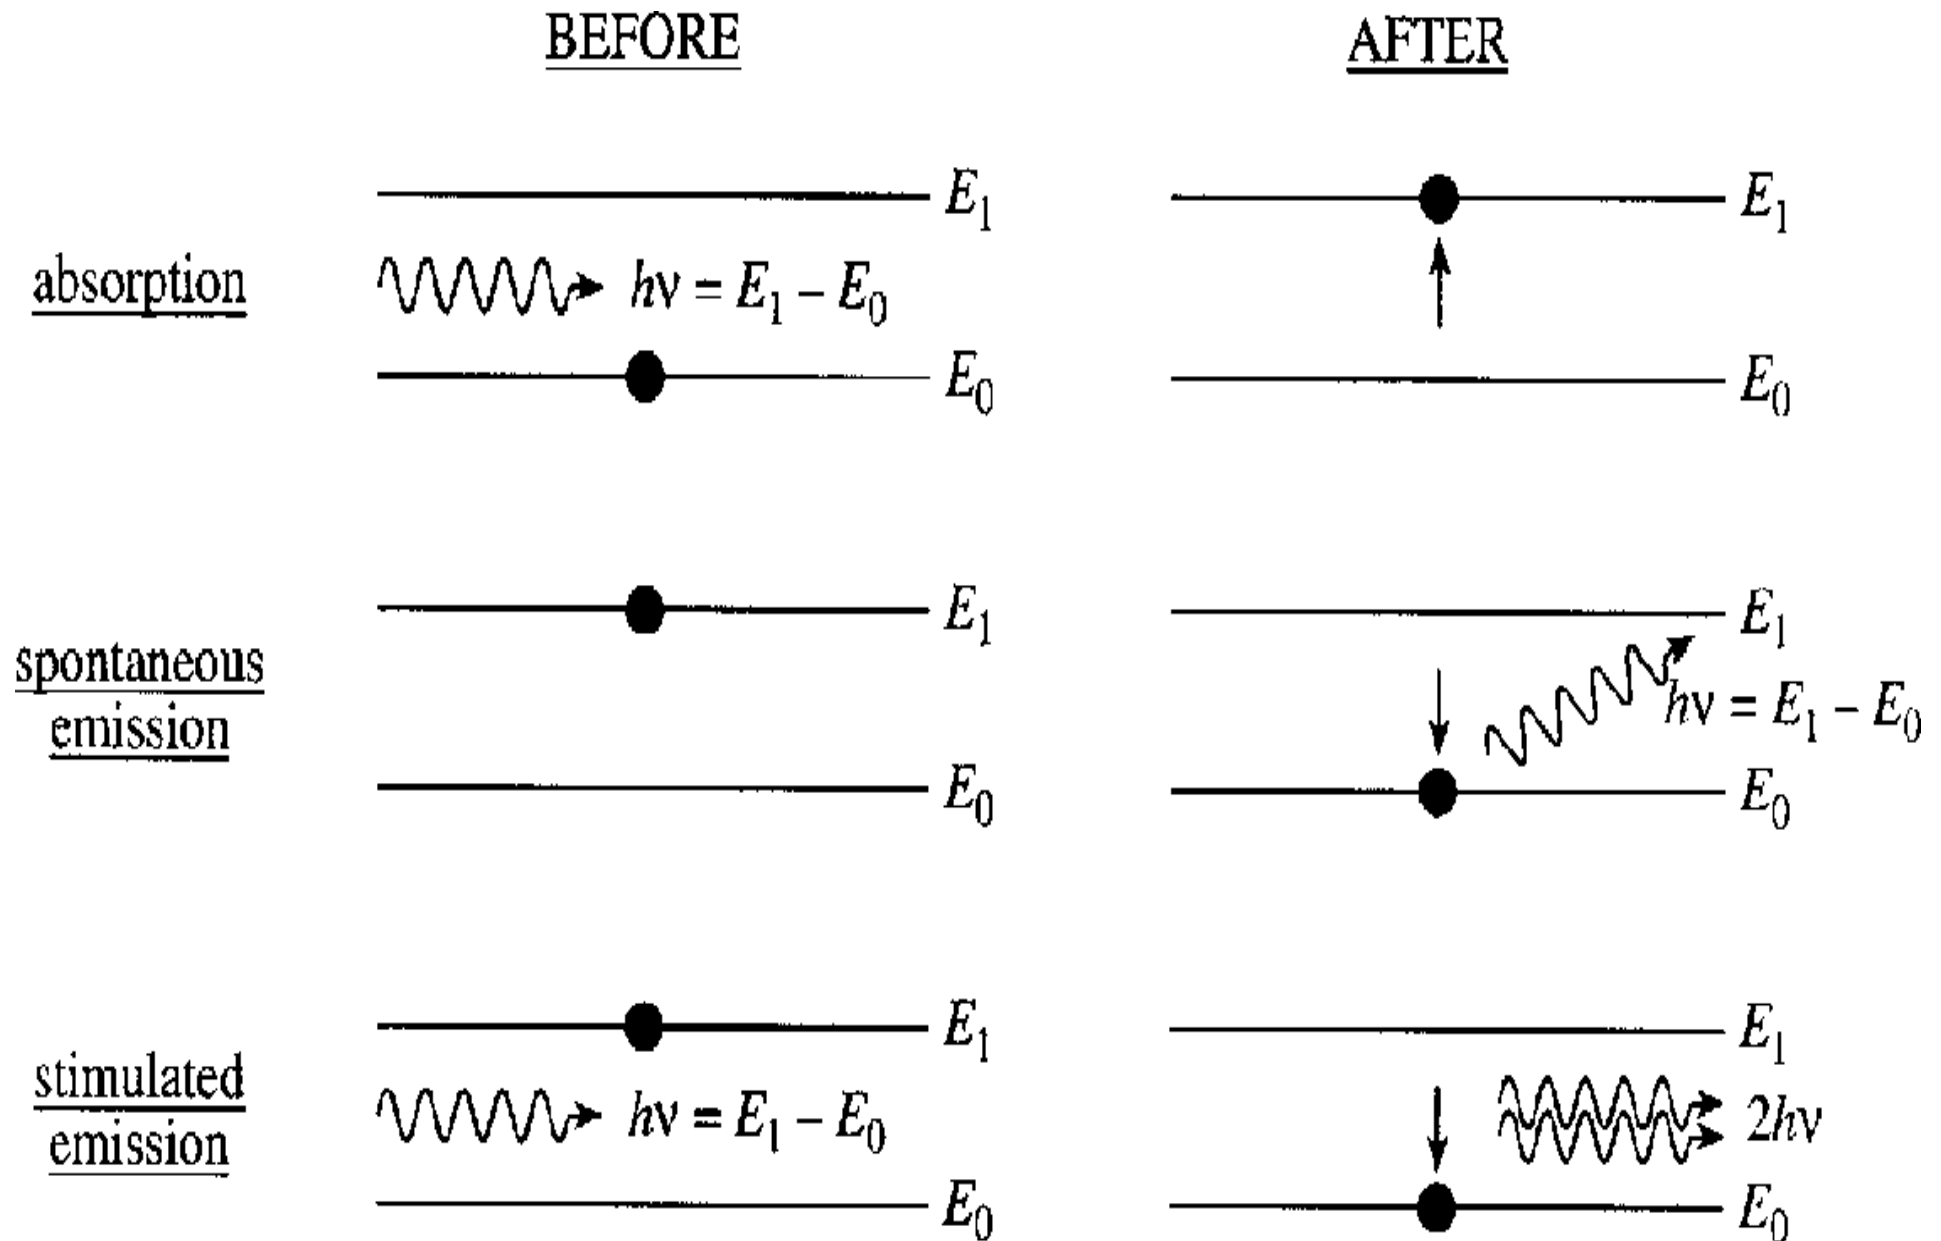 BEFORE
AFTER
E₁
E₁
absorption
hν = E₁ – E₀
E₀
E₀
E₁
E₁
spontaneous
emission
hν = E₁ – E₀
E₀
E₀
E₁
E₁
stimulated
emission
hν = E₁ – E₀
2hν
E₀
E₀